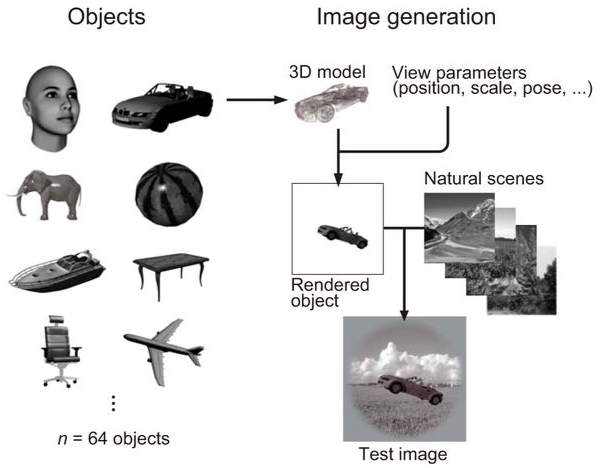 Objects
Image generation
3D model
View parameters
(position, scale, pose, ...)
Natural scenes
Rendered
object
Test image
n = 64 objects